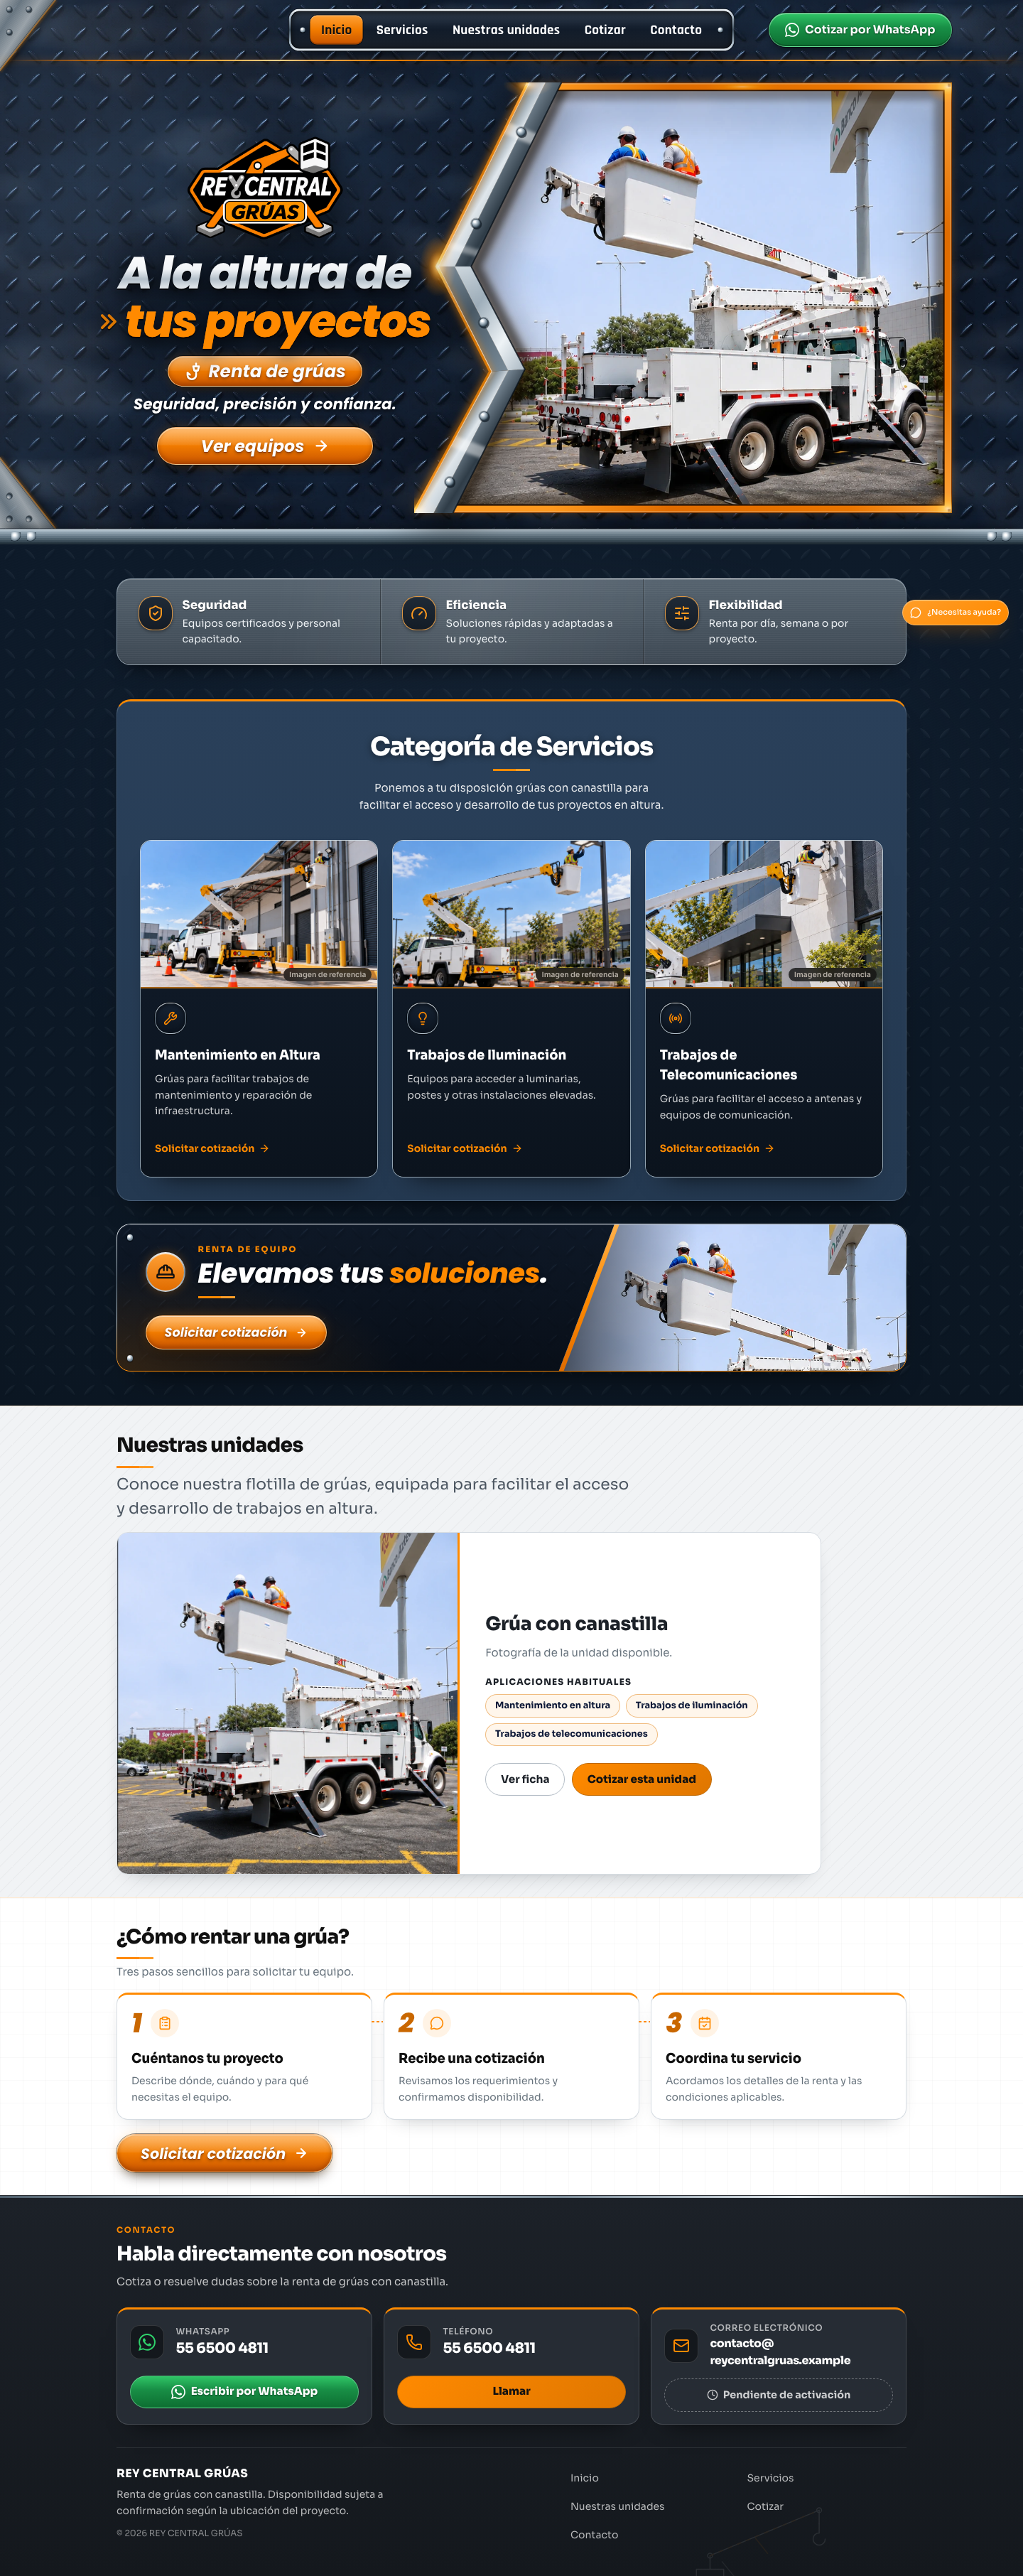 Inicio
Servicios
Nuestras unidades
Cotizar
Contacto
Cotizar por WhatsApp
REY CENTRAL
GRÚAS
A la altura de
» tus proyectos
Renta de grúas
Seguridad, precisión y confianza.
Ver equipos →
Seguridad
Equipos certificados y personal
capacitado.
Eficiencia
Soluciones rápidas y adaptadas a
tu proyecto.
Flexibilidad
Renta por día, semana o por
proyecto.
¿Necesitas ayuda?
Categoría de Servicios
Ponemos a tu disposición grúas con canastilla para
facilitar el acceso y desarrollo de tus proyectos en altura.
Imagen de referencia
Mantenimiento en Altura
Grúas para facilitar trabajos de
mantenimiento y reparación de
infraestructura.
Solicitar cotización →
Imagen de referencia
Trabajos de Iluminación
Equipos para acceder a luminarias,
postes y otras instalaciones elevadas.
Solicitar cotización →
Imagen de referencia
Trabajos de
Telecomunicaciones
Grúas para facilitar el acceso a antenas y
equipos de comunicación.
Solicitar cotización →
RENTA DE EQUIPO
Elevamos tus soluciones.
Solicitar cotización →
Nuestras unidades
Conoce nuestra flotilla de grúas, equipada para facilitar el acceso
y desarrollo de trabajos en altura.
Grúa con canastilla
Fotografía de la unidad disponible.
APLICACIONES HABITUALES
Mantenimiento en altura
Trabajos de iluminación
Trabajos de telecomunicaciones
Ver ficha
Cotizar esta unidad
¿Cómo rentar una grúa?
Tres pasos sencillos para solicitar tu equipo.
1
Cuéntanos tu proyecto
Describe dónde, cuándo y para qué
necesitas el equipo.
2
Recibe una cotización
Revisamos los requerimientos y
confirmamos disponibilidad.
3
Coordina tu servicio
Acordamos los detalles de la renta y las
condiciones aplicables.
Solicitar cotización →
CONTACTO
Habla directamente con nosotros
Cotiza o resuelve dudas sobre la renta de grúas con canastilla.
WHATSAPP
55 6500 4811
Escribir por WhatsApp
TELÉFONO
55 6500 4811
Llamar
CORREO ELECTRÓNICO
contacto@
reycentralgruas.example
Pendiente de activación
REY CENTRAL GRÚAS
Renta de grúas con canastilla. Disponibilidad sujeta a
confirmación según la ubicación del proyecto.
© 2026 REY CENTRAL GRÚAS
Inicio
Servicios
Nuestras unidades
Cotizar
Contacto